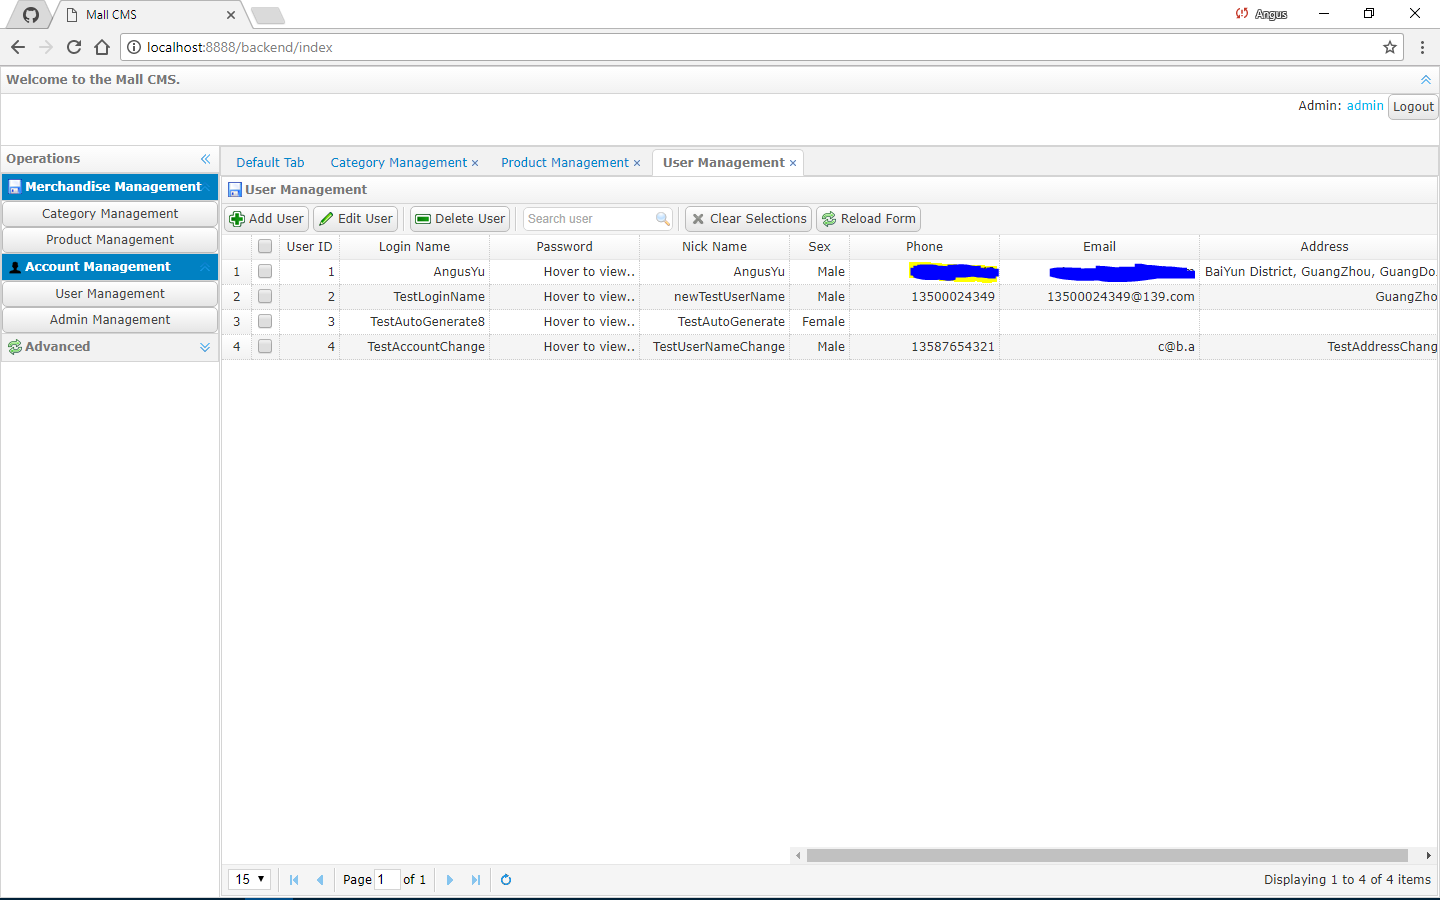 Mall CMS
Angus
localhost:8888/backend/index
Welcome to the Mall CMS.
Admin: admin Logout
Operations
Merchandise Management
Category Management
Product Management
Account Management
User Management
Admin Management
Advanced
Default Tab Category Management × Product Management × User Management ×
User Management
Add User Edit User Delete User Search user Clear Selections Reload Form
User ID Login Name Password Nick Name Sex Phone Email Address
1 1 AngusYu Hover to view.. AngusYu Male BaiYun District, GuangZhou, GuangDo
2 2 TestLoginName Hover to view.. newTestUserName Male 13500024349 13500024349@139.com GuangZho
3 3 TestAutoGenerate8 Hover to view.. TestAutoGenerate Female
4 4 TestAccountChange Hover to view.. TestUserNameChange Male 13587654321 c@b.a TestAddressChang
15 Page 1 of 1 Displaying 1 to 4 of 4 items